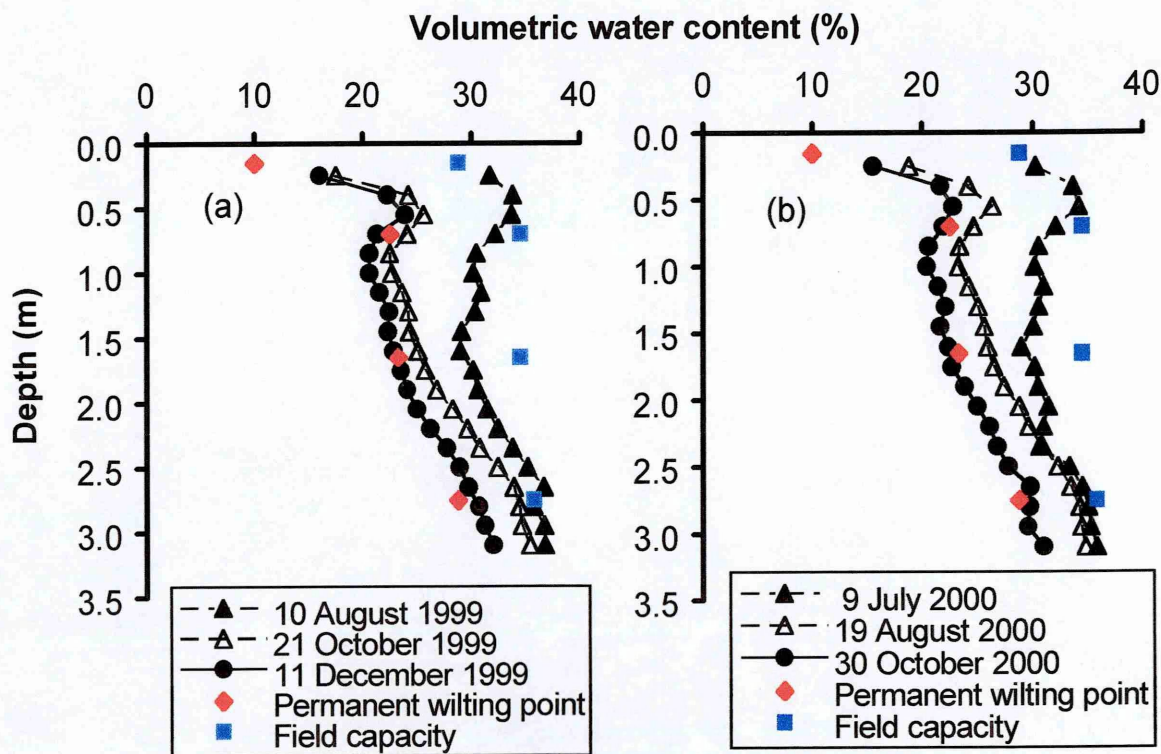 Volumetric water content (%)
0 10 20 30 40
0 10 20 30 40
Depth (m)
0.0
0.5
1.0
1.5
2.0
2.5
3.0
3.5
(a)
10 August 1999
21 October 1999
11 December 1999
Permanent wilting point
Field capacity
0.0
0.5
1.0
1.5
2.0
2.5
3.0
3.5
(b)
9 July 2000
19 August 2000
30 October 2000
Permanent wilting point
Field capacity